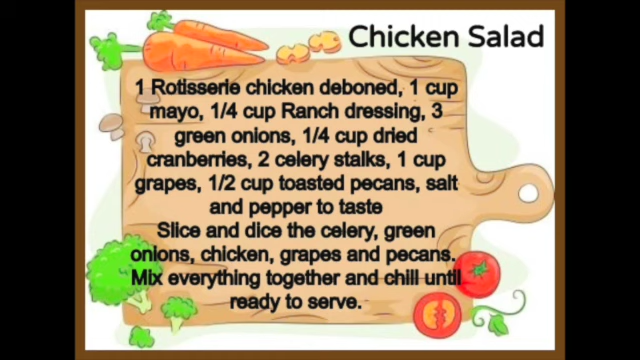 Chicken Salad
1 Rotisserie chicken deboned, 1 cup
mayo, 1/4 cup Ranch dressing, 3
green onions, 1/4 cup dried
cranberries, 2 celery stalks, 1 cup
grapes, 1/2 cup toasted pecans, salt
and pepper to taste
Slice and dice the celery, green
onions, chicken, grapes and pecans.
Mix everything together and chill until
ready to serve.